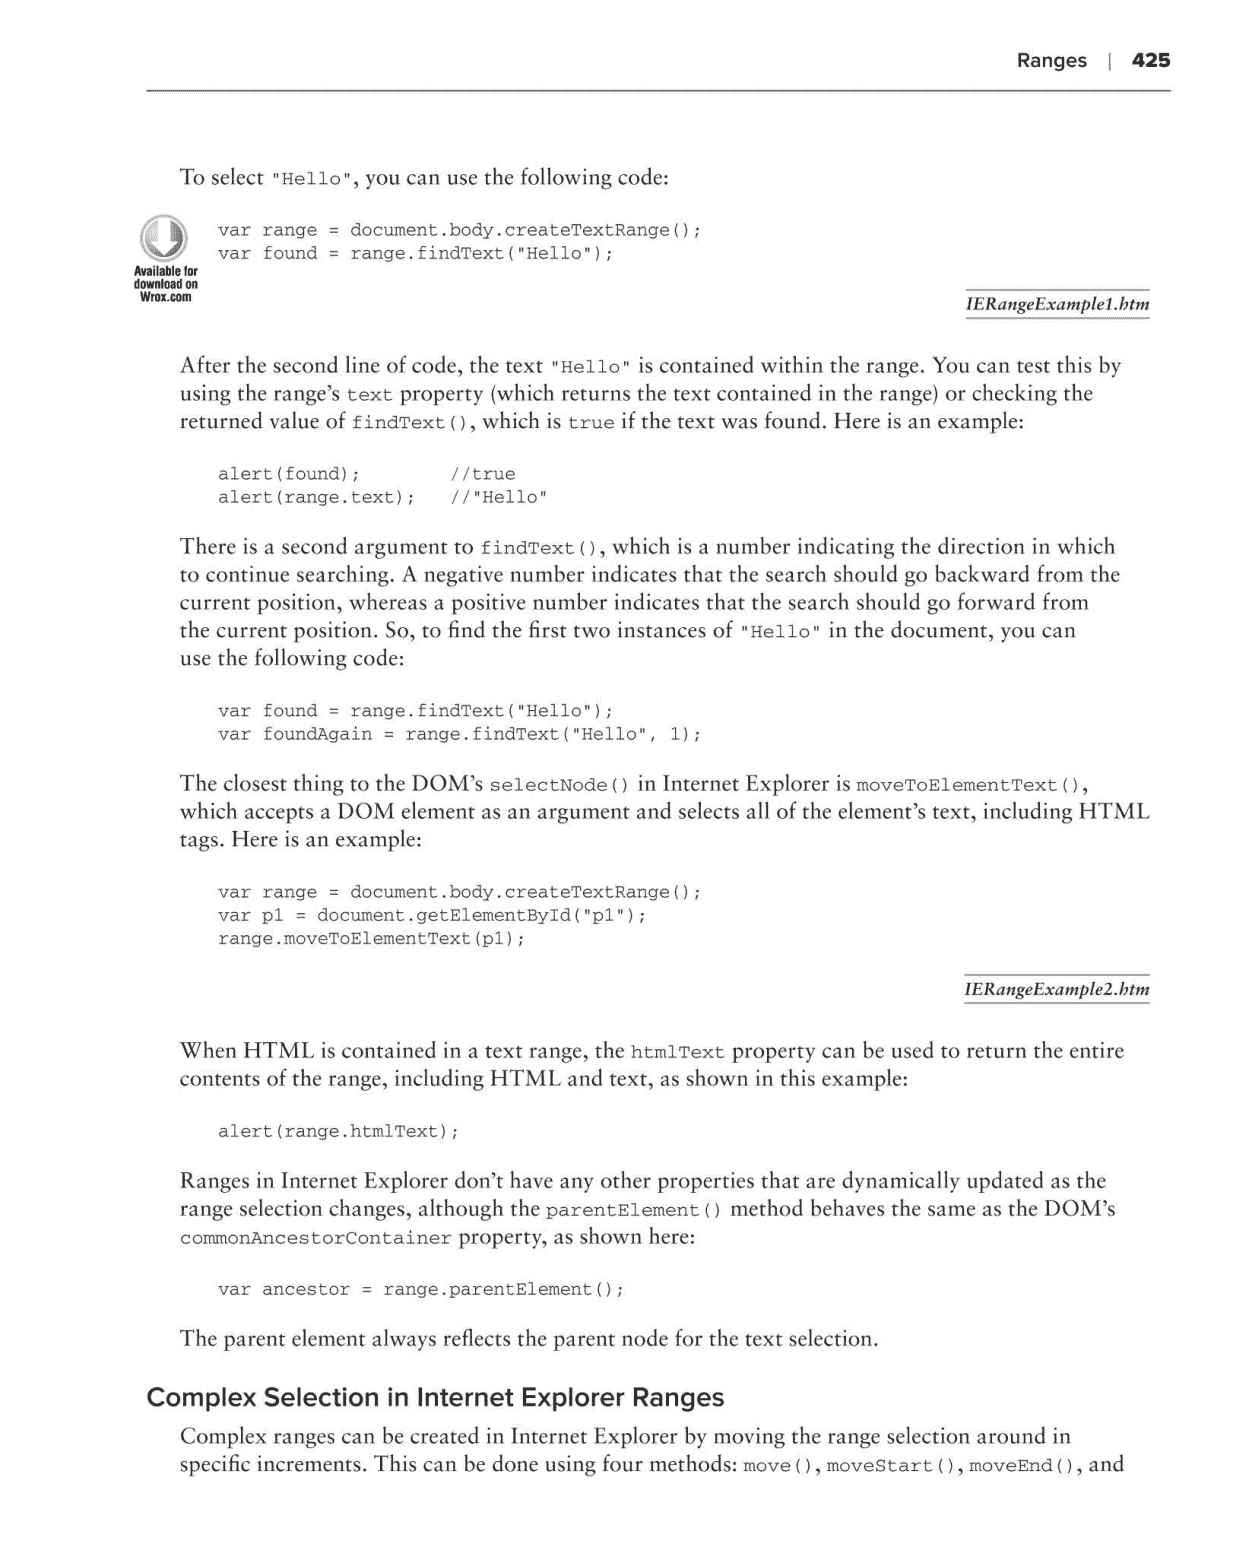 Ranges | 425
To select "Hello", you can use the following code:
var range = document.body.createTextRange();
var found = range.findText("Hello");
Available for
download on
Wrox.com
IERangeExample1.htm
After the second line of code, the text "Hello" is contained within the range. You can test this by
using the range's text property (which returns the text contained in the range) or checking the
returned value of findText(), which is true if the text was found. Here is an example:
alert(found);        //true
alert(range.text);   //"Hello"
There is a second argument to findText(), which is a number indicating the direction in which
to continue searching. A negative number indicates that the search should go backward from the
current position, whereas a positive number indicates that the search should go forward from
the current position. So, to find the first two instances of "Hello" in the document, you can
use the following code:
var found = range.findText("Hello");
var foundAgain = range.findText("Hello", 1);
The closest thing to the DOM's selectNode() in Internet Explorer is moveToElementText(),
which accepts a DOM element as an argument and selects all of the element's text, including HTML
tags. Here is an example:
var range = document.body.createTextRange();
var p1 = document.getElementById("p1");
range.moveToElementText(p1);
IERangeExample2.htm
When HTML is contained in a text range, the htmlText property can be used to return the entire
contents of the range, including HTML and text, as shown in this example:
alert(range.htmlText);
Ranges in Internet Explorer don't have any other properties that are dynamically updated as the
range selection changes, although the parentElement() method behaves the same as the DOM's
commonAncestorContainer property, as shown here:
var ancestor = range.parentElement();
The parent element always reflects the parent node for the text selection.
Complex Selection in Internet Explorer Ranges
Complex ranges can be created in Internet Explorer by moving the range selection around in
specific increments. This can be done using four methods: move(), moveStart(), moveEnd(), and